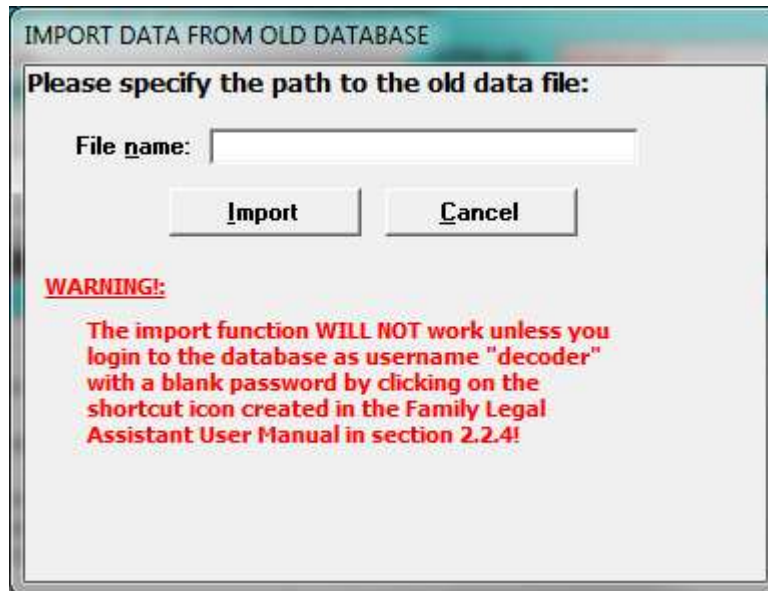 IMPORT DATA FROM OLD DATABASE
Please specify the path to the old data file:
File name:
Import
Cancel
WARNING!:
The import function WILL NOT work unless you
login to the database as username "decoder"
with a blank password by clicking on the
shortcut icon created in the Family Legal
Assistant User Manual in section 2.2.4!